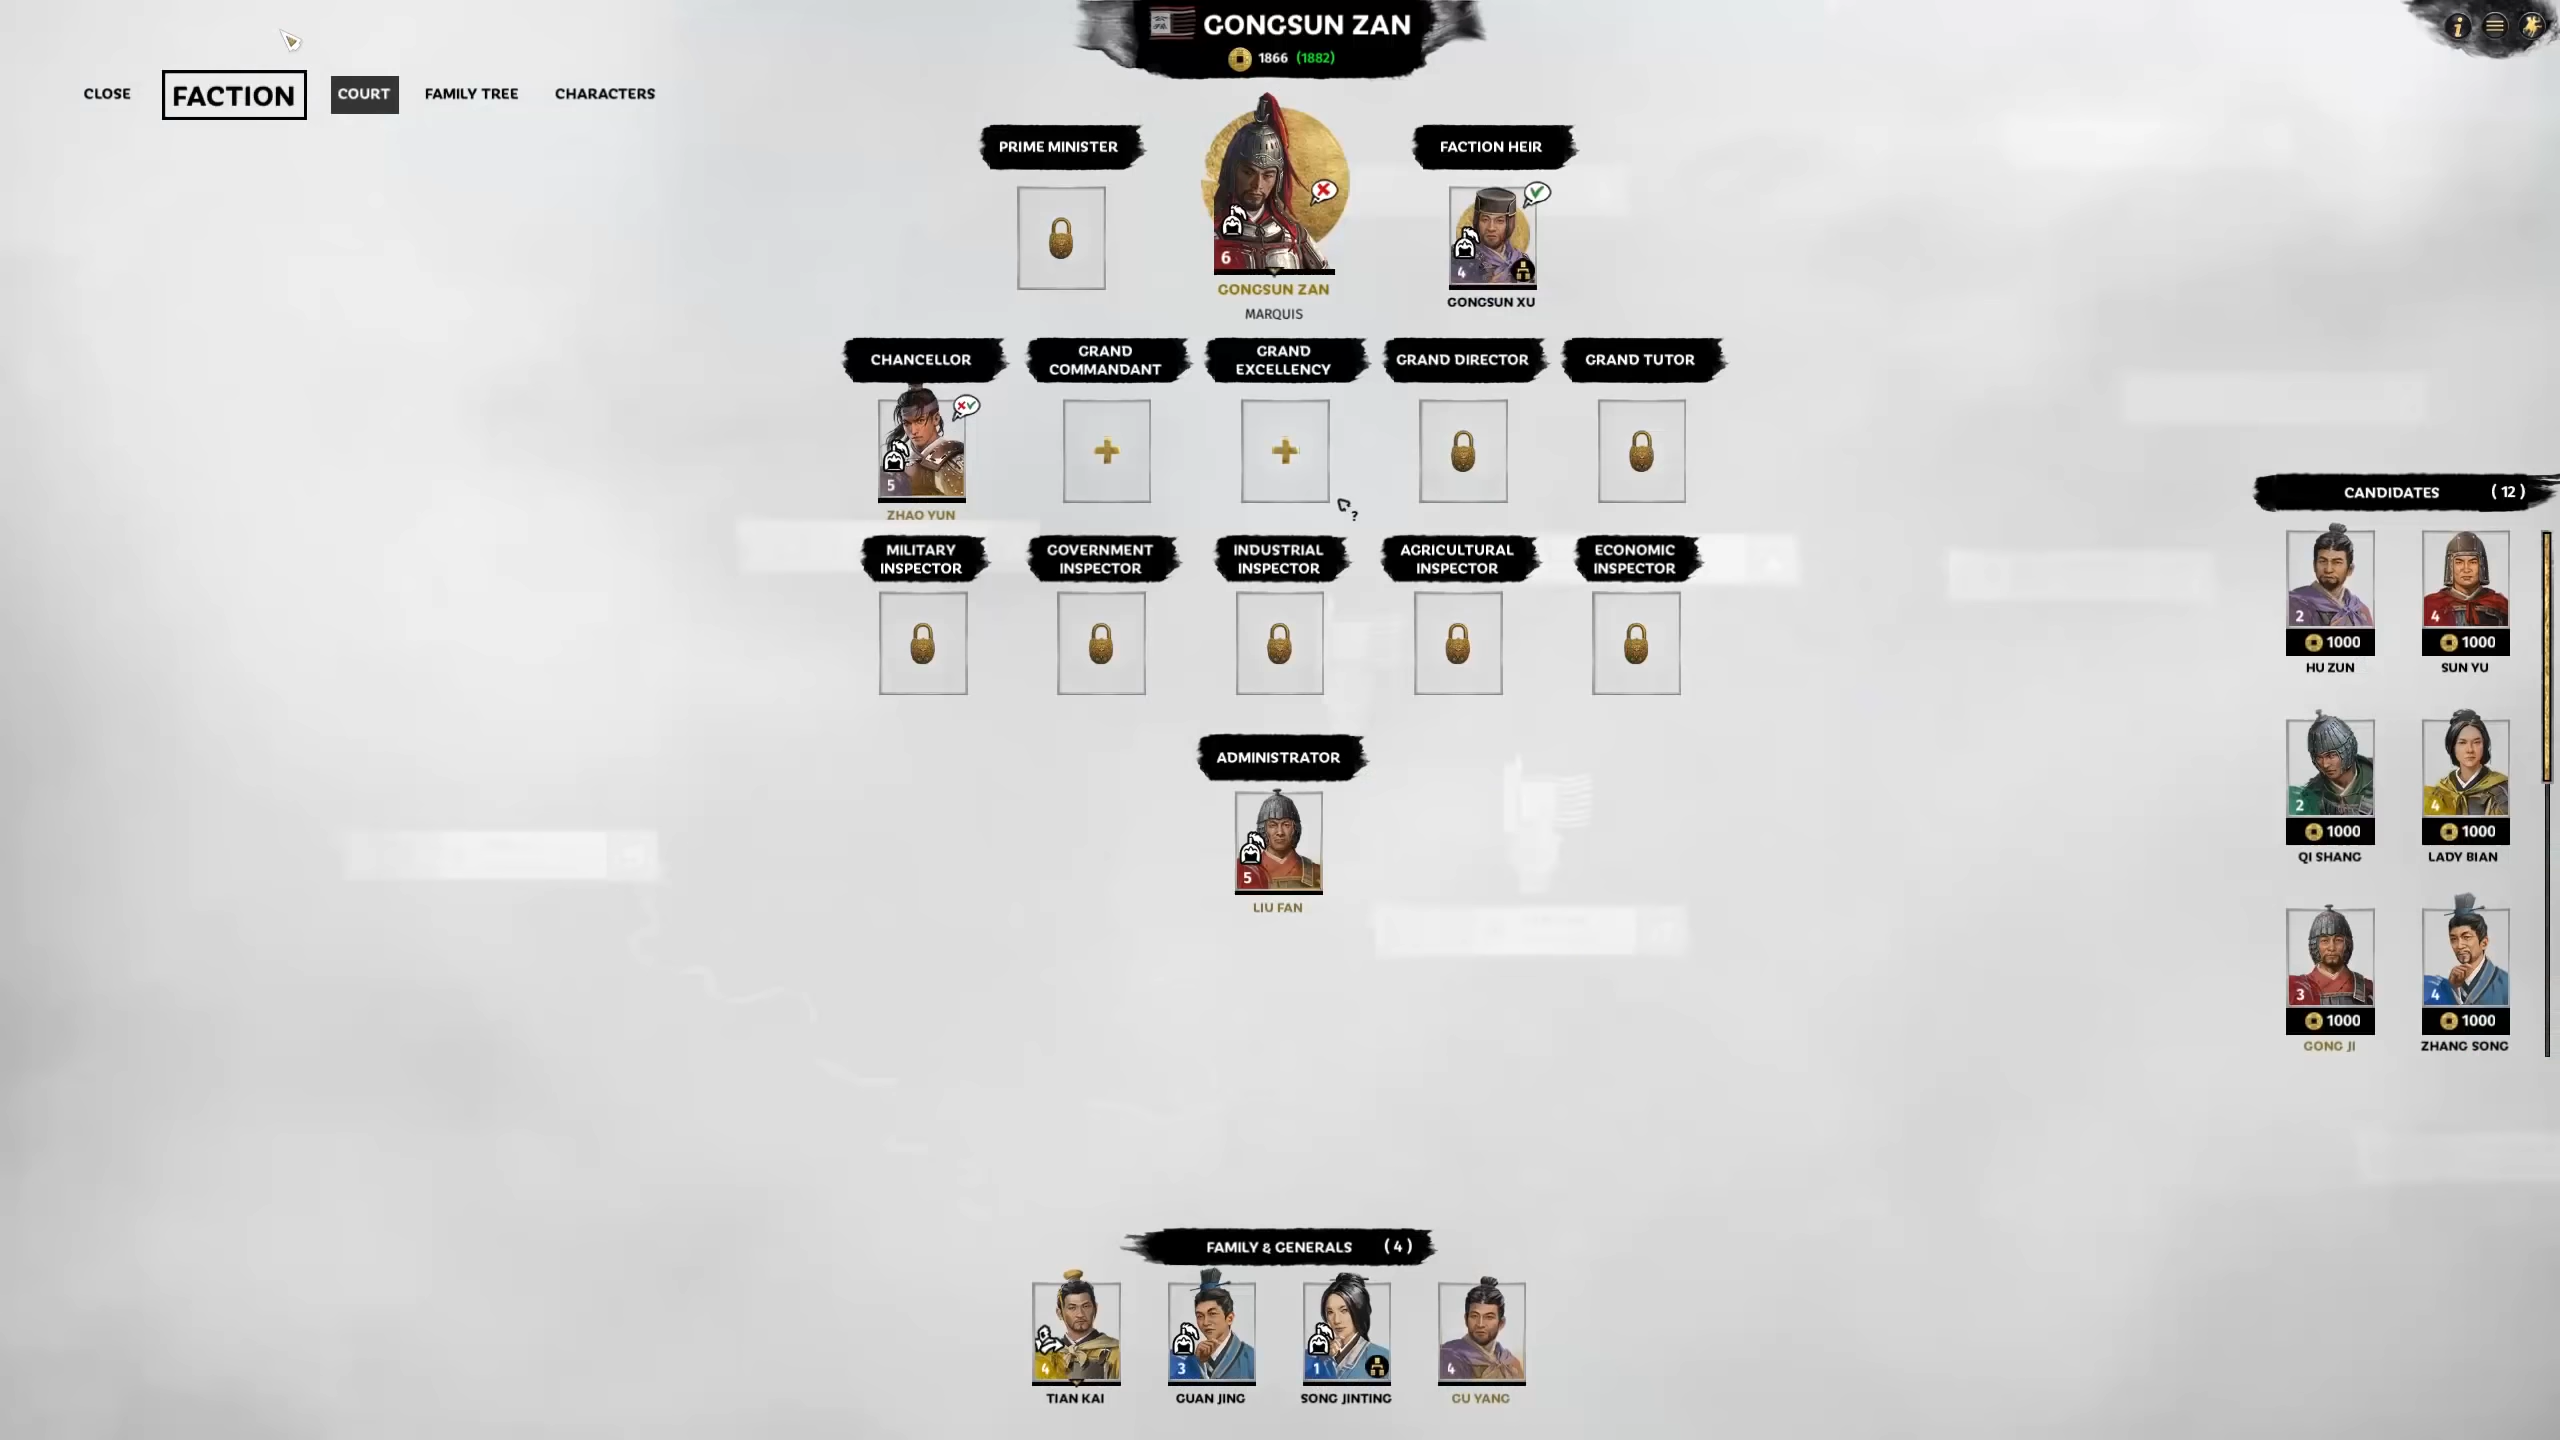 GONGSUN ZAN
1866 (1882)
CLOSE
FACTION
COURT
FAMILY TREE
CHARACTERS
PRIME MINISTER
6
GONGSUN ZAN
MARQUIS
FACTION HEIR
4
GONGSUN XU
CHANCELLOR
GRAND
COMMANDANT
GRAND
EXCELLENCY
GRAND DIRECTOR
GRAND TUTOR
5
ZHAO YUN
?
MILITARY
INSPECTOR
GOVERNMENT
INSPECTOR
INDUSTRIAL
INSPECTOR
AGRICULTURAL
INSPECTOR
ECONOMIC
INSPECTOR
ADMINISTRATOR
5
LIU FAN
CANDIDATES (12)
2
1000
HU ZUN
4
1000
SUN YU
2
1000
QI SHANG
4
1000
LADY BIAN
3
1000
GONG JI
4
1000
ZHANG SONG
FAMILY & GENERALS (4)
4
TIAN KAI
3
GUAN JING
1
SONG JINTING
4
GU YANG